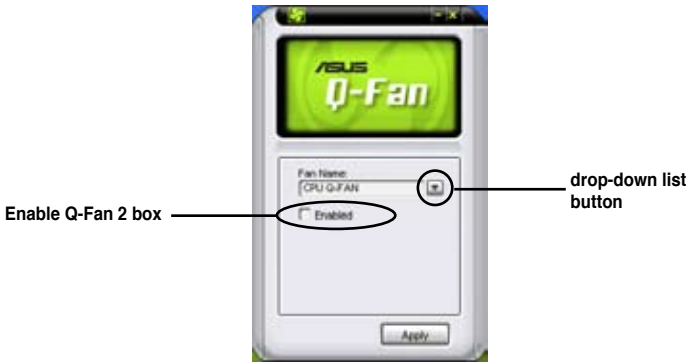 ASUS
Q-Fan
Fan Name:
CPU Q-FAN
Enabled
Apply
Enable Q-Fan 2 box
drop-down list
button